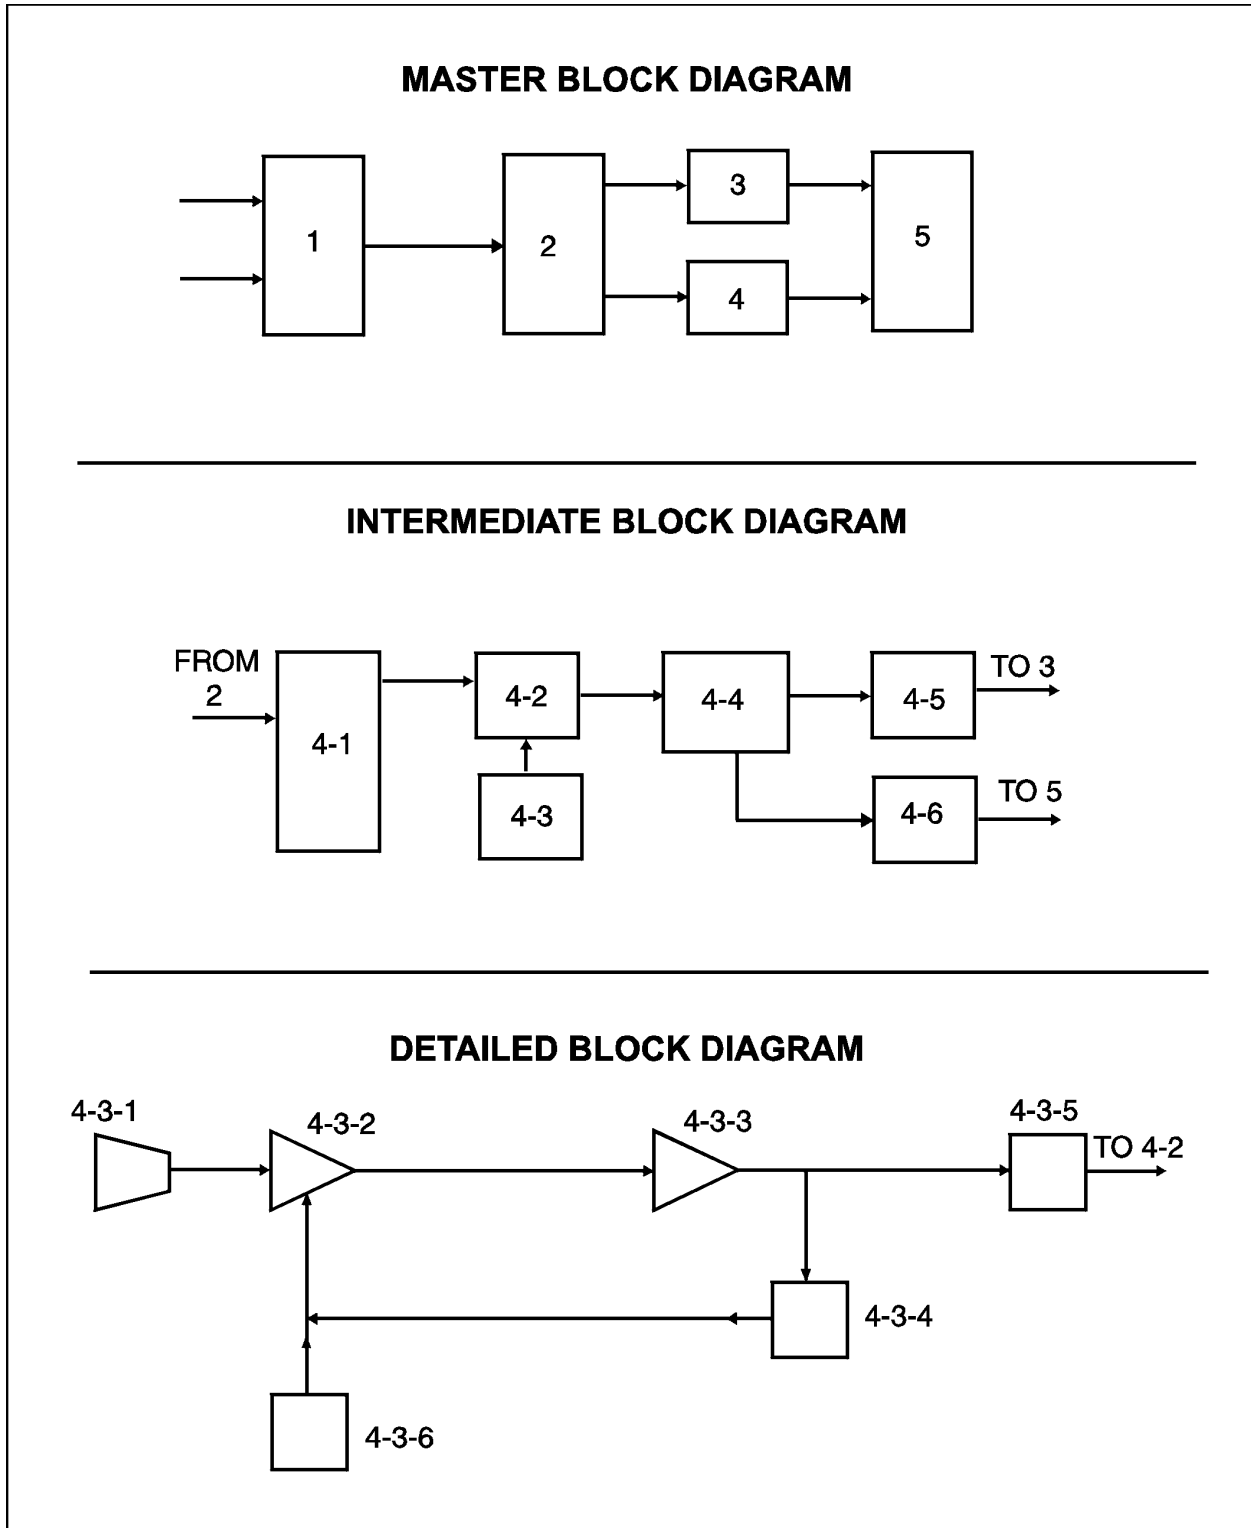 MASTER BLOCK DIAGRAM
1
2
3
4
5
INTERMEDIATE BLOCK DIAGRAM
FROM
2
4-1
4-2
4-3
4-4
4-5
TO 3
4-6
TO 5
DETAILED BLOCK DIAGRAM
4-3-1
4-3-2
4-3-3
4-3-5
TO 4-2
4-3-4
4-3-6